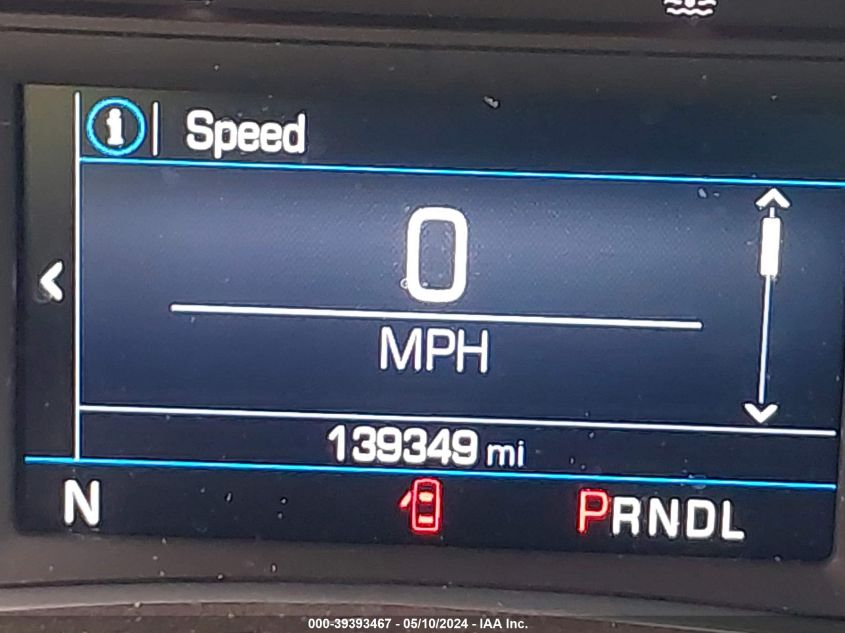 i Speed
0
MPH
139349 mi
N PRNDL
000-39393467 - 05/10/2024 - IAA Inc.